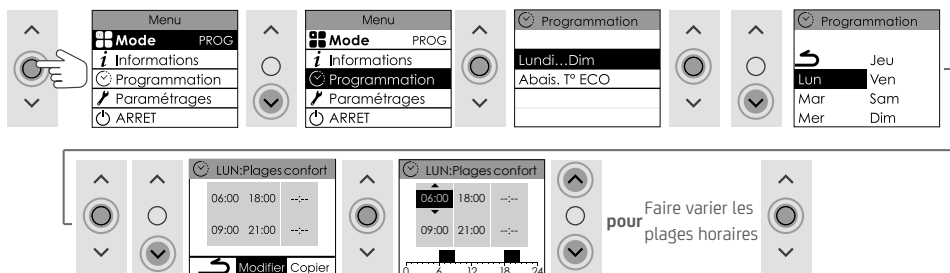 Menu
Mode PROG
i Informations
Programmation
Paramétrages
ARRET
Menu
Mode PROG
i Informations
Programmation
Paramétrages
ARRET
Programmation
Lundi...Dim
Abais. T° ECO
Programmation
Jeu
Lun Ven
Mar Sam
Mer Dim
LUN:Plages confort
06:00 18:00 --:--
09:00 21:00 --:--
Modifier Copier
LUN:Plages confort
06:00 18:00 --:--
09:00 21:00 --:--
0 6 12 18 24
pour Faire varier les
plages horaires